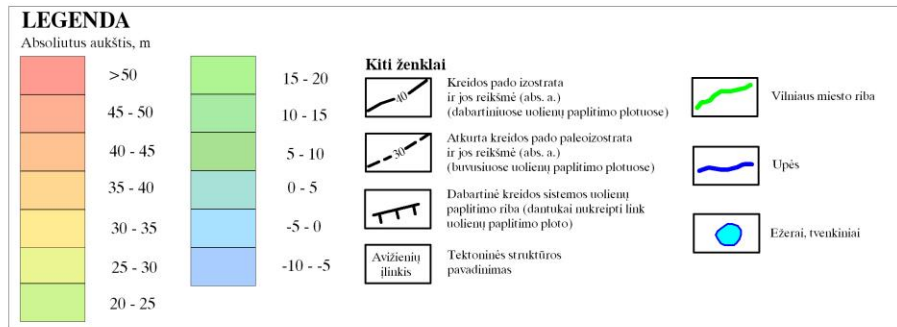 LEGENDA
Absoliutus aukštis, m
>50
45 - 50
40 - 45
35 - 40
30 - 35
25 - 30
20 - 25
15 - 20
10 - 15
5 - 10
0 - 5
-5 - 0
-10 - -5
Kiti ženklai
40
Kreidos pado izostrata
ir jos reikšmė (abs. a.)
(dabartiniuose uolienų paplitimo plotuose)
30
Atkurta kreidos pado paleoizostrata
ir jos reikšmė (abs. a.)
(buvusiuose uolienų paplitimo plotuose)
Dabartinė kreidos sistemos uolienų
paplitimo riba (dantukai nukreipti link
uolienų paplitimo ploto)
Avižienių
įlinkis
Tektoninės struktūros
pavadinimas
Vilniaus miesto riba
Upės
Ežerai, tvenkiniai